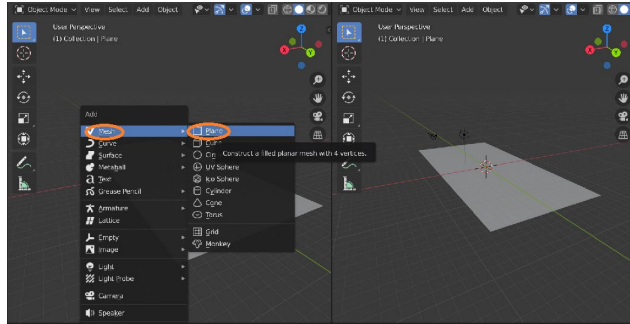 Object Mode View Select Add Object
User Perspective
(1) Collection | Plane
Z
X
Y
Add
Mesh
Curve
Surface
Metaball
Text
Grease Pencil
Armature
Lattice
Empty
Image
Light
Light Probe
Camera
Speaker
Plane
Cube
Construct a filled planar mesh with 4 vertices.
UV Sphere
Ico Sphere
Cylinder
Cone
Torus
Grid
Monkey
Object Mode View Select Add Object
User Perspective
(1) Collection | Plane
Z
X
Y